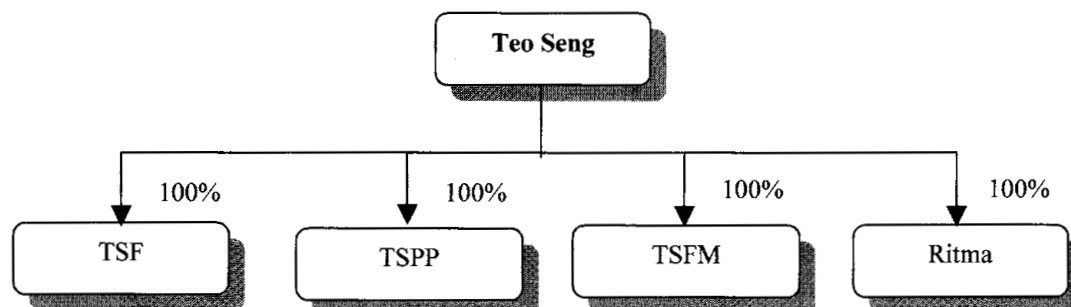 Teo Seng
100% 100% 100% 100%
TSF TSPP TSFM Ritma